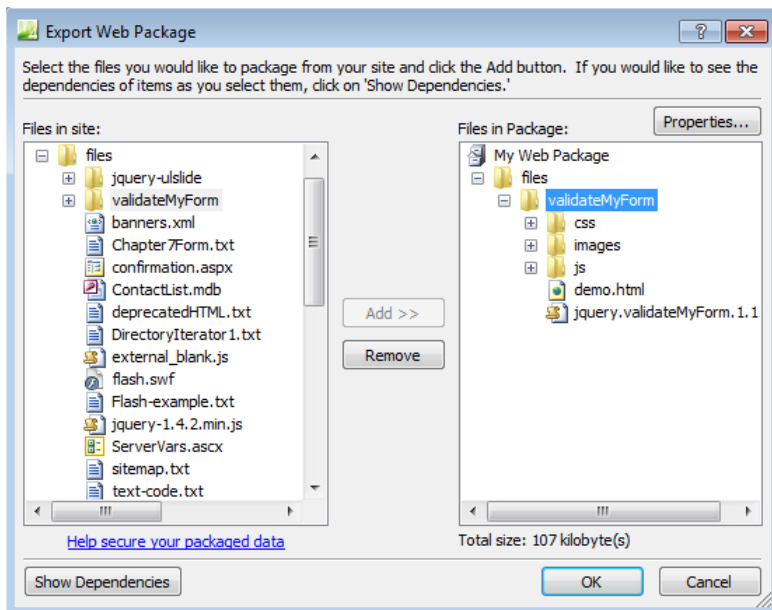 Export Web Package
Select the files you would like to package from your site and click the Add button. If you would like to see the
dependencies of items as you select them, click on 'Show Dependencies.'
Files in site:
files
jquery-ulslide
validateMyForm
banners.xml
Chapter7Form.txt
confirmation.aspx
ContactList.mdb
deprecatedHTML.txt
DirectoryIterator1.txt
external_blank.js
flash.swf
Flash-example.txt
jquery-1.4.2.min.js
ServerVars.ascx
sitemap.txt
text-code.txt
Help secure your packaged data
Add >>
Remove
Files in Package:
Properties...
My Web Package
files
validateMyForm
css
images
js
demo.html
jquery.validateMyForm.1.1
Total size: 107 kilobyte(s)
Show Dependencies
OK
Cancel